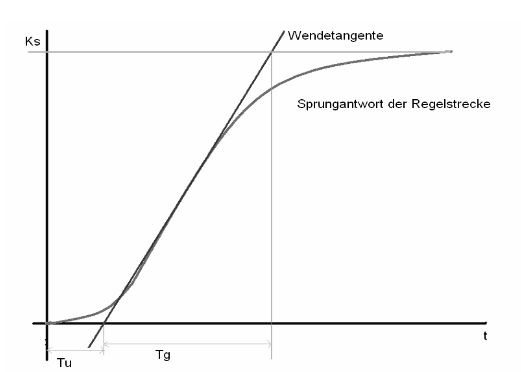 Ks
Wendetangente
Sprungantwort der Regelstrecke
t
Tu
Tg